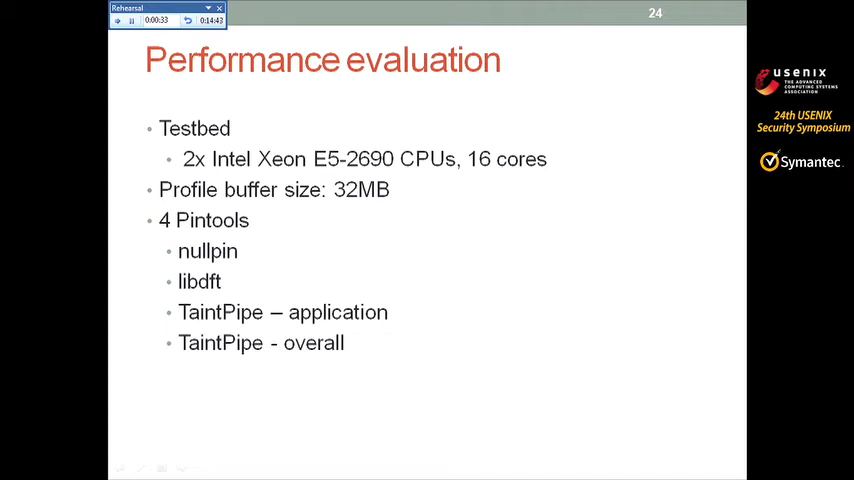 Rehearsal
0:00:33
0:14:43
24
Performance evaluation
• Testbed
• 2x Intel Xeon E5-2690 CPUs, 16 cores
• Profile buffer size: 32MB
• 4 Pintools
• nullpin
• libdft
• TaintPipe – application
• TaintPipe - overall
usenix
THE ADVANCED
COMPUTING SYSTEMS
ASSOCIATION
24th USENIX
Security Symposium
Symantec.